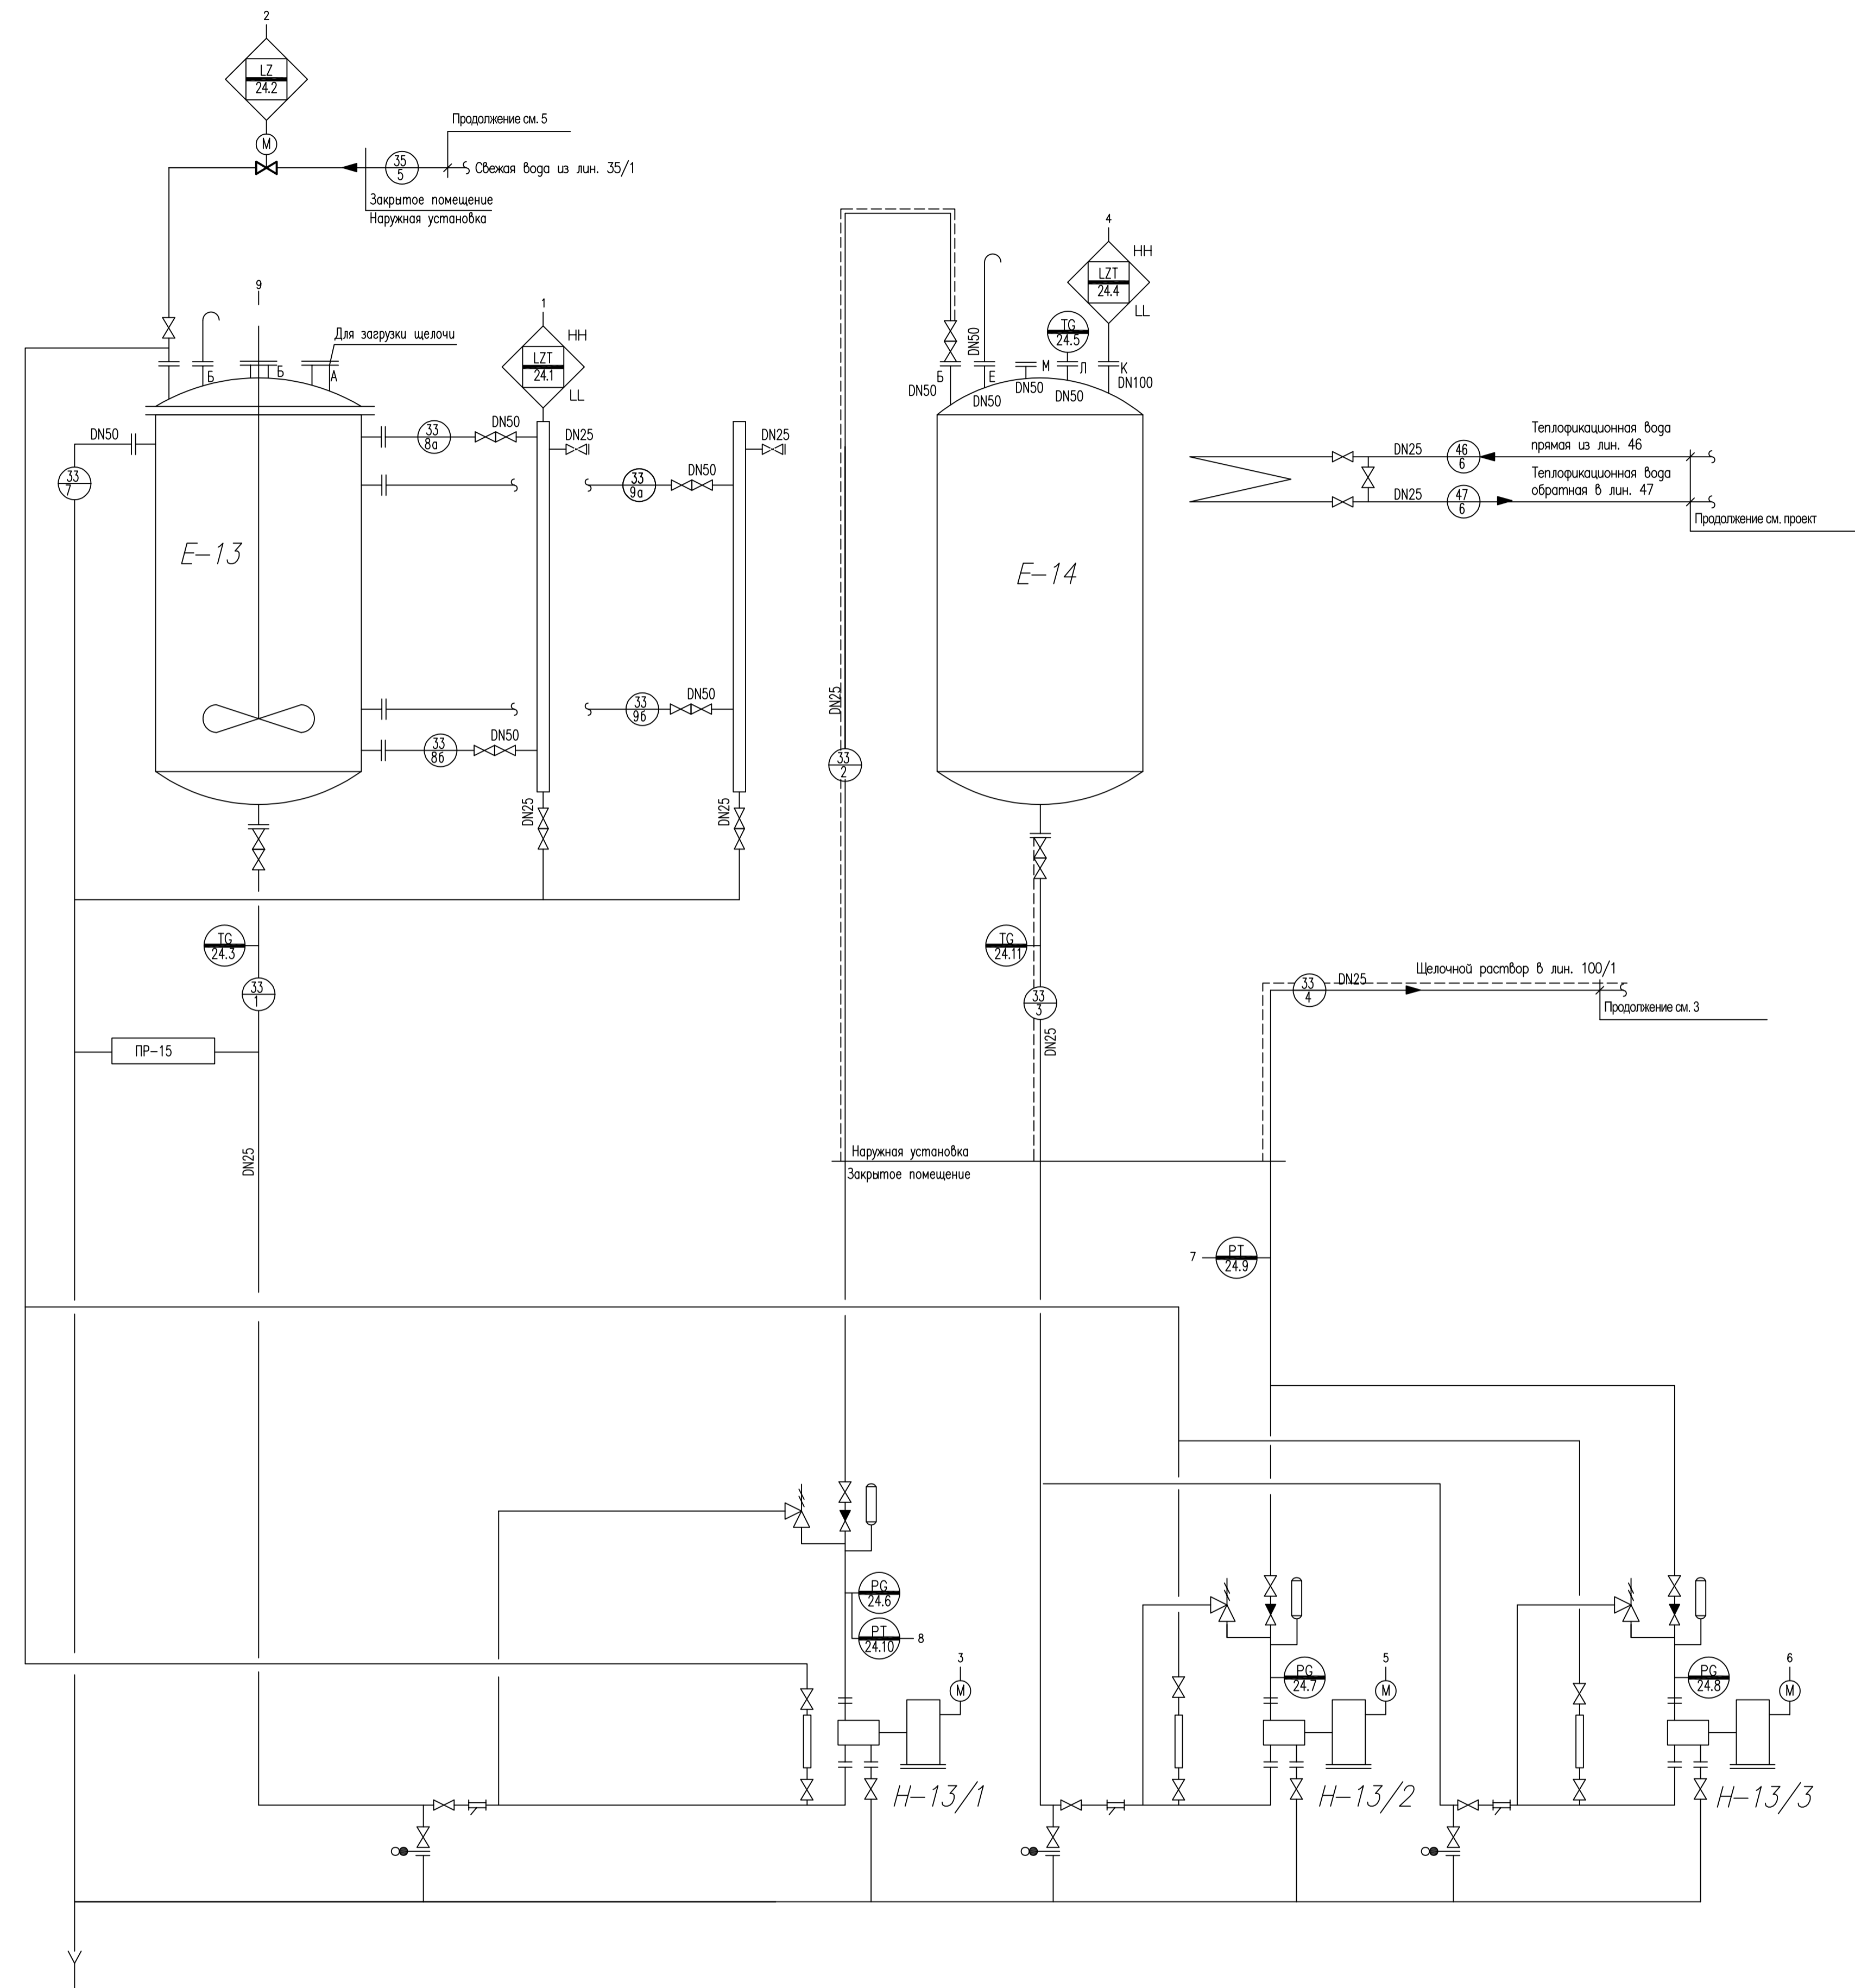 2
LZ
24.2
M
Продолжение см. 5
35
5
Свежая вода из лин. 35/1
Закрытое помещение
Наружная установка
9
Для загрузки щелочи
Б
Б
А
1
HH
LZT
24.1
LL
DN50
33
7
33
8а
DN50
DN25
33
9а
DN50
DN25
Е-13
33
9б
DN50
33
8б
DN50
DN25
DN25
4
HH
LZT
24.4
LL
TG
24.5
DN50
Б
DN50
Е
DN50
М
DN50
Л
DN50
К
DN100
Е-14
DN25
33
2
Теплофикационная вода
прямая из лин. 46
DN25
46
6
Теплофикационная вода
обратная в лин. 47
DN25
47
6
Продолжение см. проект
TG
24.3
33
1
ПР-15
DN25
TG
24.11
33
3
DN25
33
4
DN25
Щелочной раствор в лин. 100/1
Продолжение см. 3
Наружная установка
Закрытое помещение
7
PT
24.9
PG
24.6
PT
24.10
8
3
M
Н-13/1
PG
24.7
5
M
Н-13/2
PG
24.8
6
M
Н-13/3